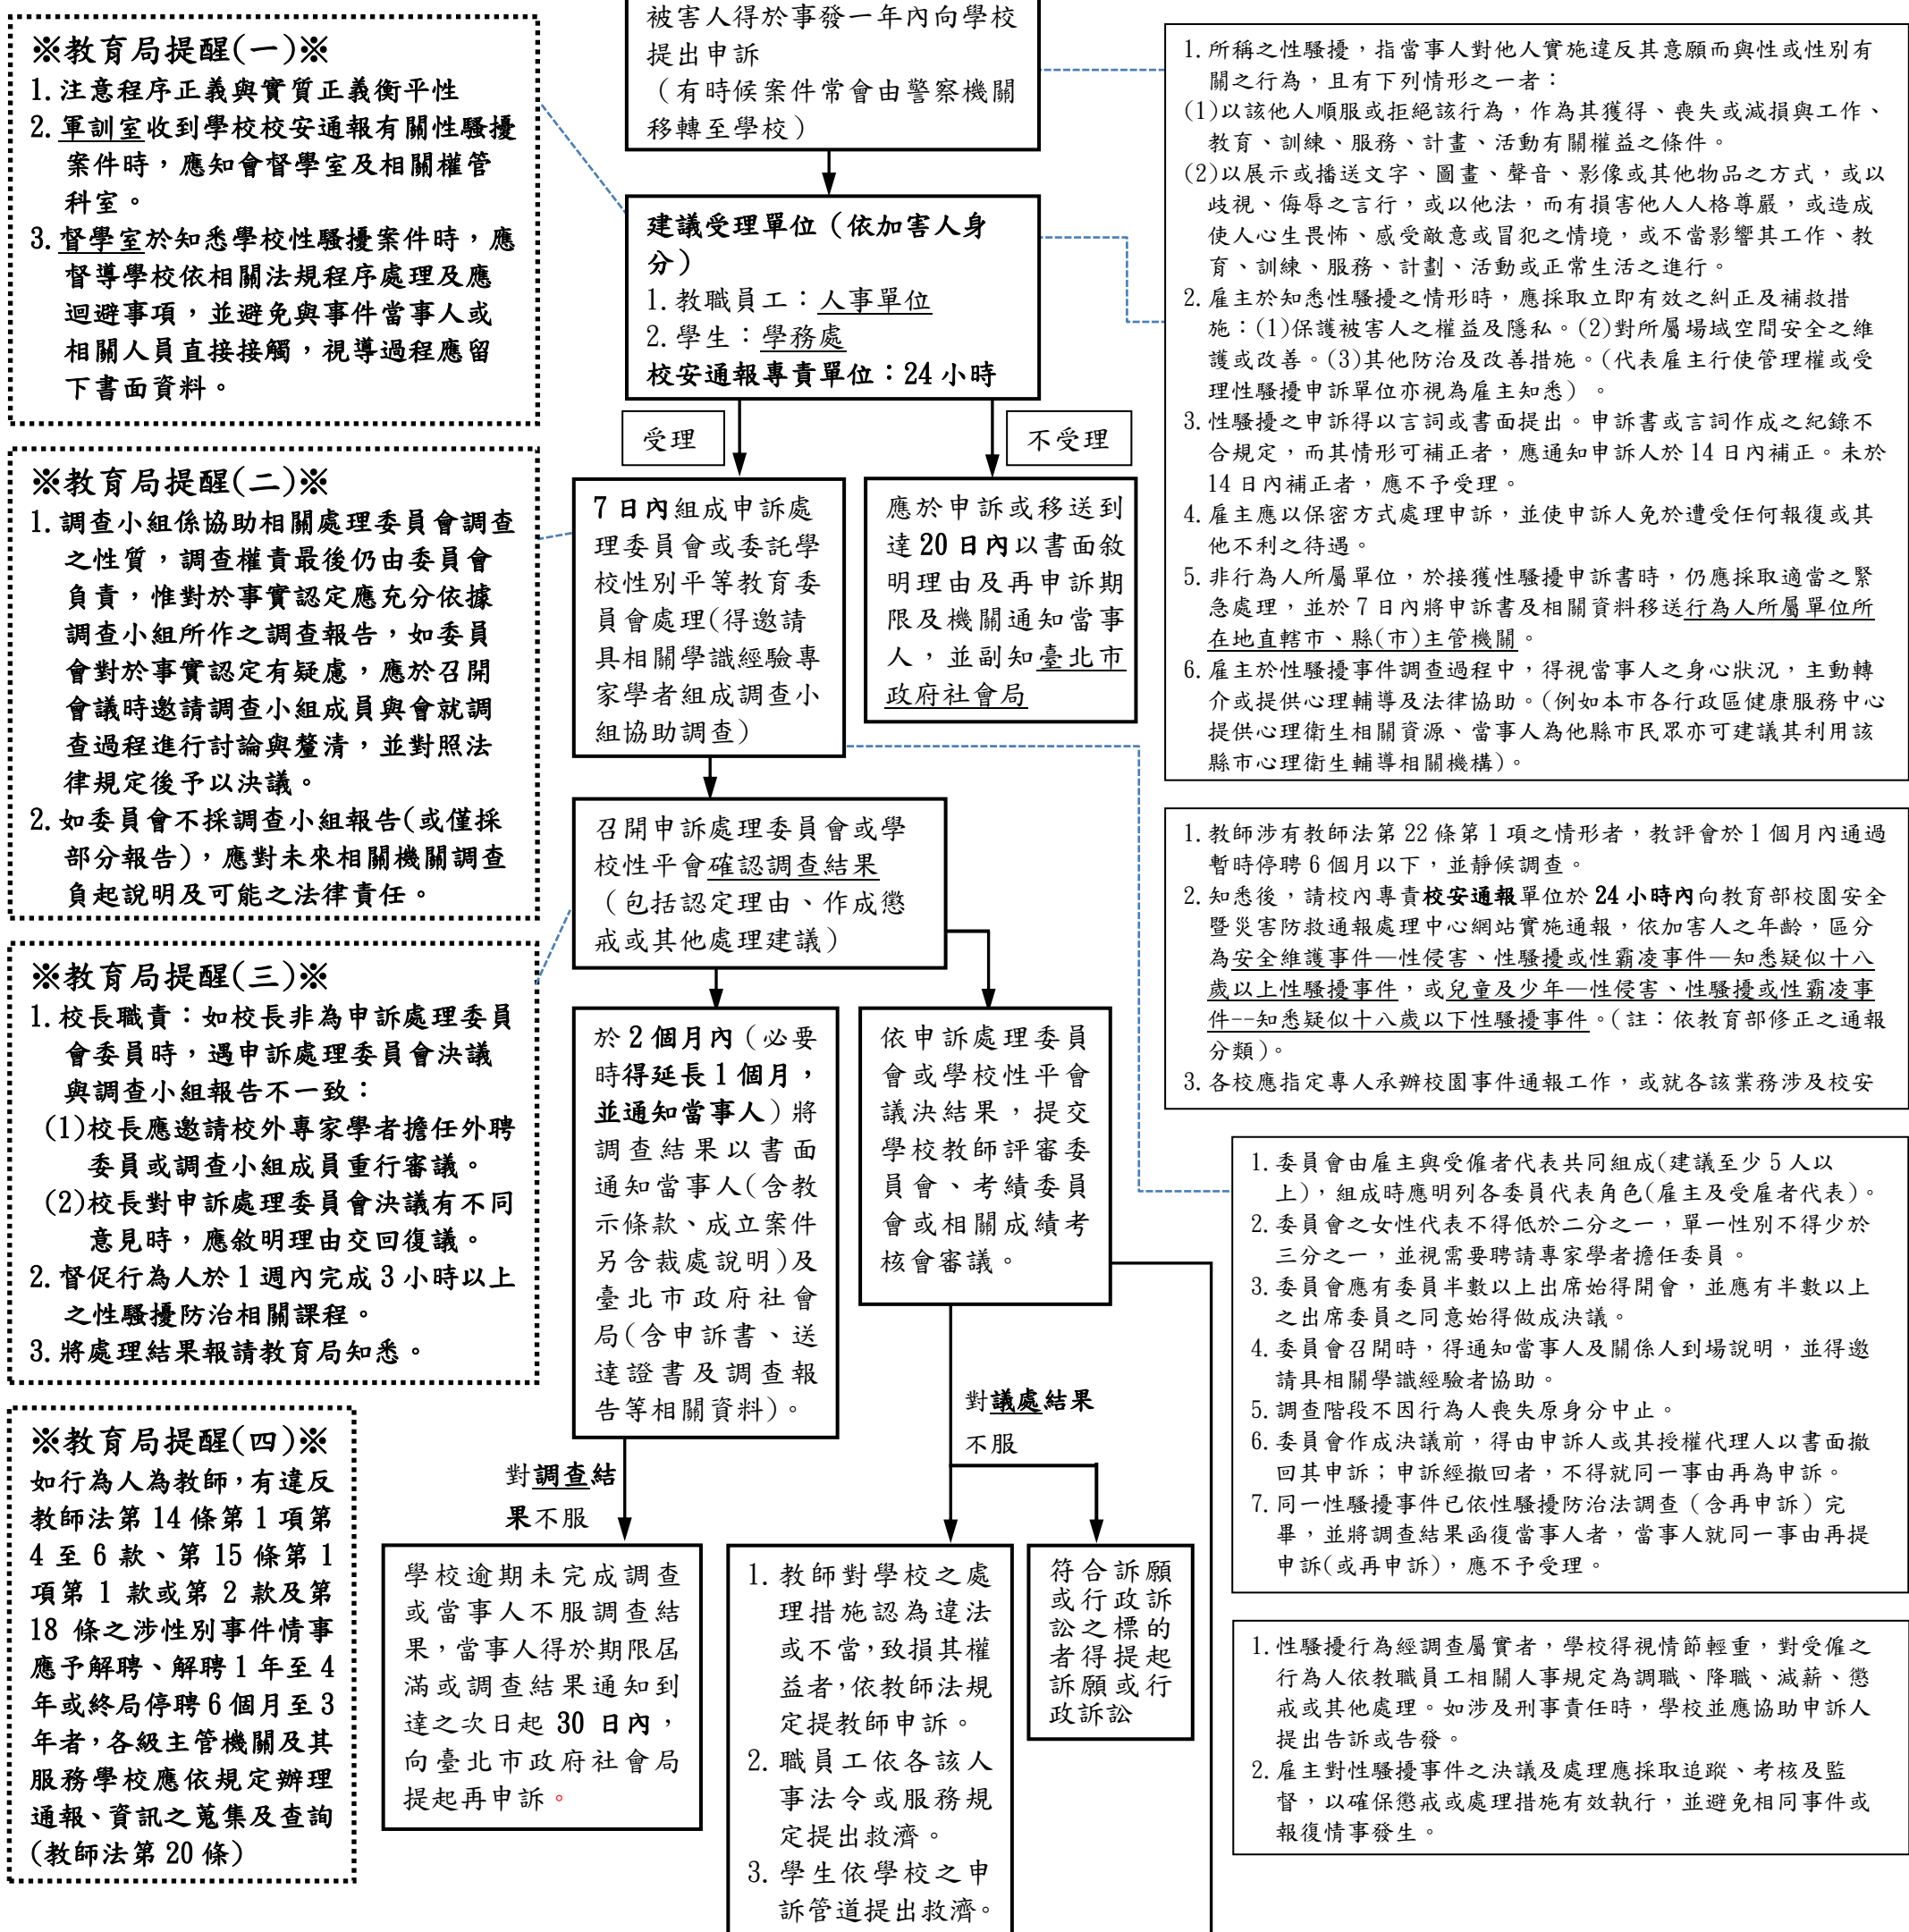 ※教育局提醒(一)※
1.注意程序正義與實質正義衡平性
2.軍訓室收到學校校安通報有關性騷擾
案件時，應知會督學室及相關權管
科室。
3.督學室於知悉學校性騷擾案件時，應
督導學校依相關法規程序處理及應
迴避事項，並避免與事件當事人或
相關人員直接接觸，視導過程應留
下書面資料。
※教育局提醒(二)※
1.調查小組係協助相關處理委員會調查
之性質，調查權責最後仍由委員會
負責，惟對於事實認定應充分依據
調查小組所作之調查報告，如委員
會對於事實認定有疑處，應於召開
會議時邀請調查小組成員與會就調
查過程進行討論與釐清，並對照法
律規定後予以決議。
2.如委員會不採調查小組報告(或僅採
部分報告)，應對未來相關機關調查
負起說明及可能之法律責任。
※教育局提醒(三)※
1.校長職責：如校長非為申訴處理委員
會委員時，遇申訴處理委員會決議
與調查小組報告不一致：
(1)校長應邀請校外專家學者擔任外聘
委員或調查小組成員重行審議。
(2)校長對申訴處理委員會決議有不同
意見時，應敘明理由交回復議。
2.督促行為人於1週內完成3小時以上
之性騷擾防治相關課程。
3.將處理結果報請教育局知悉。
※教育局提醒(四)※
如行為人為教師，有違反
教師法第14條第1項第
4至6款、第15條第1
項第1款或第2款及第
18條之涉性別事件情事
應予解聘、解聘1年至4
年或終局停聘6個月至3
年者，各級主管機關及其
服務學校應依規定辦理
通報、資訊之蒐集及查詢
(教師法第20條)
被害人得於事發一年內向學校
提出申訴
（有時候案件常會由警察機關
移轉至學校）
建議受理單位（依加害人身
分）
1.教職員工：人事單位
2.學生：學務處
校安通報專責單位：24小時
受理
不受理
7日內組成申訴處
理委員會或委託學
校性別平等教育委
員會處理(得邀請
具相關學識經驗專
家學者組成調查小
組協助調查)
應於申訴或移送到
達20日內以書面敘
明理由及再申訴期
限及機關通知當事
人，並副知臺北市
政府社會局
召開申訴處理委員會或學
校性平會確認調查結果
（包括認定理由、作成懲
戒或其他處理建議）
於2個月內（必要
時得延長1個月，
並通知當事人）將
調查結果以書面
通知當事人(含教
示條款、成立案件
另含裁處說明)及
臺北市政府社會
局(含申訴書、送
達證書及調查報
告等相關資料)。
依申訴處理委員
會或學校性平會
議決結果，提交
學校教師評審委
員會、考績委員
會或相關成績考
核會審議。
對調查結
果不服
對議處結果
不服
學校逾期未完成調查
或當事人不服調查結
果，當事人得於期限屆
滿或調查結果通知到
達之次日起30日內，
向臺北市政府社會局
提起再申訴。
1.教師對學校之處
理措施認為違法
或不當，致損其權
益者，依教師法規
定提教師申訴。
2.職員工依各該人
事法令或服務規
定提出救濟。
3.學生依學校之申
訴管道提出救濟。
符合訴願
或行政訴
訟之標的
者得提起
訴願或行
政訴訟
1.所稱之性騷擾，指當事人對他人實施違反其意願而與性或性別有
關之行為，且有下列情形之一者：
(1)以該他人順服或拒絕該行為，作為其獲得、喪失或減損與工作、
教育、訓練、服務、計畫、活動有關權益之條件。
(2)以展示或播送文字、圖畫、聲音、影像或其他物品之方式，或以
歧視、侮辱之言行，或以他法，而有損害他人人格尊嚴，或造成
使人心生畏怖、感受敵意或冒犯之情境，或不當影響其工作、教
育、訓練、服務、計劃、活動或正常生活之進行。
2.雇主於知悉性騷擾之情形時，應採取立即有效之糾正及補救措
施：(1)保護被害人之權益及隱私。(2)對所屬場域空間安全之維
護或改善。(3)其他防治及改善措施。(代表雇主行使管理權或受
理性騷擾申訴單位亦視為雇主知悉）。
3.性騷擾之申訴得以言詞或書面提出。申訴書或言詞作成之紀錄不
合規定，而其情形可補正者，應通知申訴人於14日內補正。未於
14日內補正者，應不予受理。
4.雇主應以保密方式處理申訴，並使申訴人免於遭受任何報復或其
他不利之待遇。
5.非行為人所屬單位，於接獲性騷擾申訴書時，仍應採取適當之緊
急處理，並於7日內將申訴書及相關資料移送行為人所屬單位所
在地直轄市、縣(市)主管機關。
6.雇主於性騷擾事件調查過程中，得視當事人之身心狀況，主動轉
介或提供心理輔導及法律協助。(例如本市各行政區健康服務中心
提供心理衛生相關資源、當事人為他縣市民眾亦可建議其利用該
縣市心理衛生輔導相關機構)。
1.教師涉有教師法第22條第1項之情形者，教評會於1個月內通過
暫時停聘6個月以下，並靜候調查。
2.知悉後，請校內專責校安通報單位於24小時內向教育部校園安全
暨災害防救通報處理中心網站實施通報，依加害人之年齡，區分
為安全維護事件—性侵害、性騷擾或性霸凌事件—知悉疑似十八
歲以上性騷擾事件，或兒童及少年—性侵害、性騷擾或性霸凌事
件--知悉疑似十八歲以下性騷擾事件。(註：依教育部修正之通報
分類)。
3.各校應指定專人承辦校園事件通報工作，或就各該業務涉及校安
1.委員會由雇主與受僱者代表共同組成(建議至少5人以
上)，組成時應明列各委員代表角色(雇主及受雇者代表)。
2.委員會之女性代表不得低於二分之一，單一性別不得少於
三分之一，並視需要聘請專家學者擔任委員。
3.委員會應有委員半數以上出席始得開會，並應有半數以上
之出席委員之同意始得做成決議。
4.委員會召開時，得通知當事人及關係人到場說明，並得邀
請具相關學識經驗者協助。
5.調查階段不因行為人喪失原身分中止。
6.委員會作成決議前，得由申訴人或其授權代理人以書面撤
回其申訴；申訴經撤回者，不得就同一事由再為申訴。
7.同一性騷擾事件已依性騷擾防治法調查（含再申訴）完
畢，並將調查結果函復當事人者，當事人就同一事由再提
申訴(或再申訴)，應不予受理。
1.性騷擾行為經調查屬實者，學校得視情節輕重，對受僱之
行為人依教職員工相關人事規定為調職、降職、減薪、懲
戒或其他處理。如涉及刑事責任時，學校並應協助申訴人
提出告訴或告發。
2.雇主對性騷擾事件之決議及處理應採取追蹤、考核及監
督，以確保懲戒或處理措施有效執行，並避免相同事件或
報復情事發生。